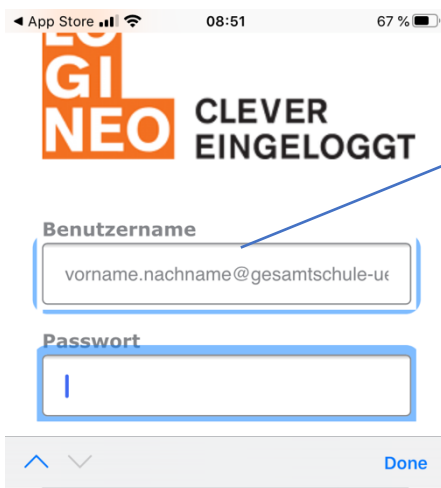 App Store
08:51
67 %
LO
GI
NEO
CLEVER
EINGELOGGT
Benutzername
vorname.nachname@gesamtschule-ue
Passwort
Done